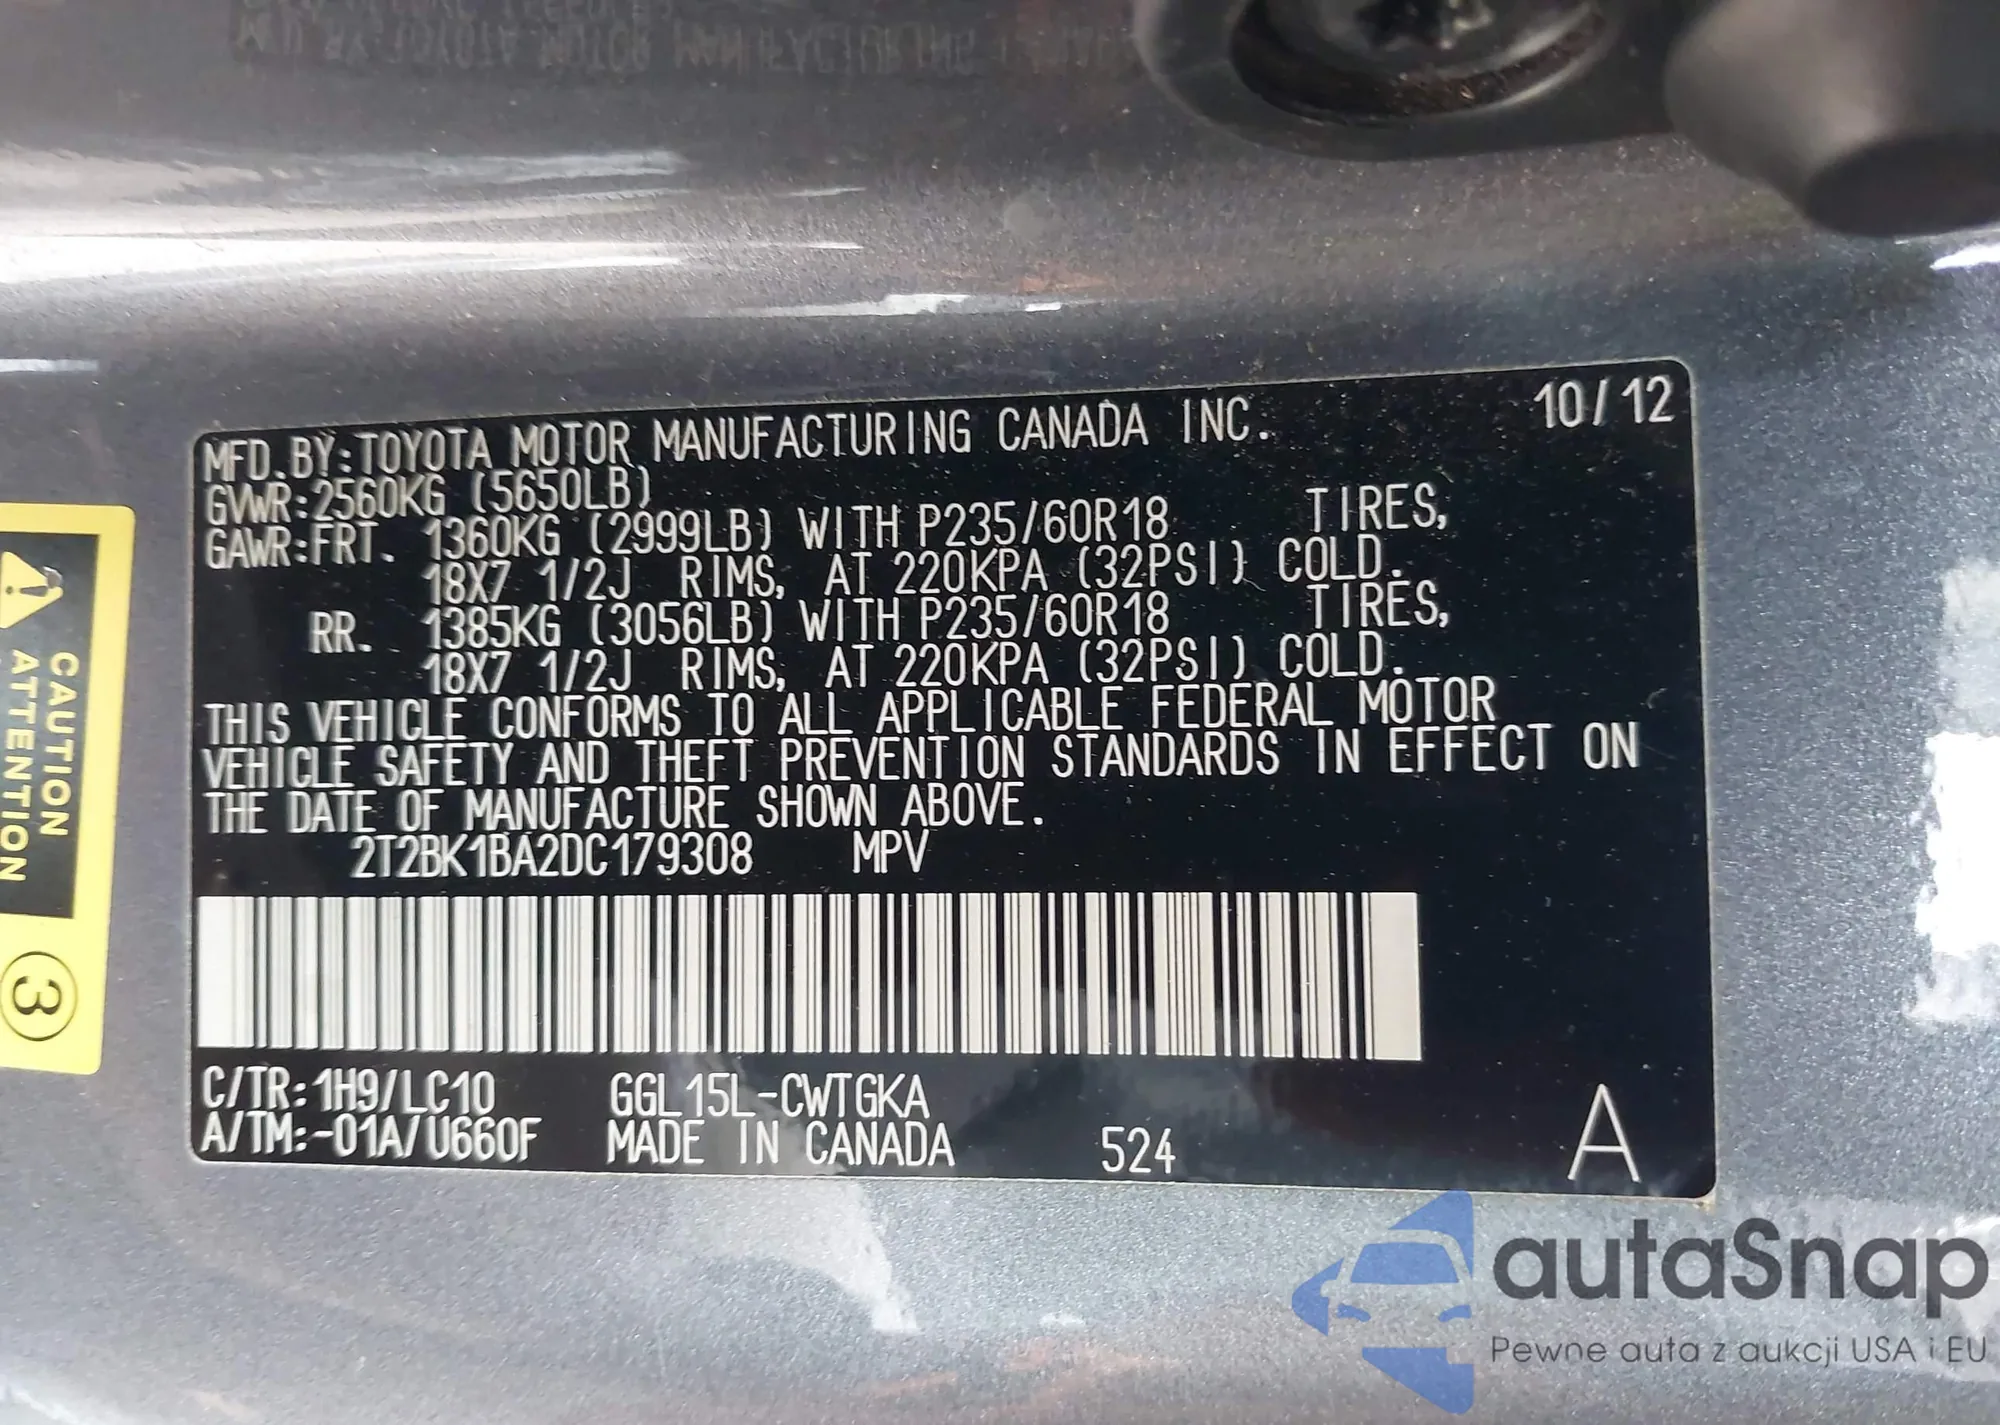 MFD.BY:TOYOTA MOTOR MANUFACTURING CANADA INC. 10/12
GVWR:2560KG (5650LB)
GAWR:FRT. 1360KG (2999LB) WITH P235/60R18 TIRES,
18X7 1/2J RIMS, AT 220KPA (32PSI) COLD.
RR. 1385KG (3056LB) WITH P235/60R18 TIRES,
18X7 1/2J RIMS, AT 220KPA (32PSI) COLD.
THIS VEHICLE CONFORMS TO ALL APPLICABLE FEDERAL MOTOR
VEHICLE SAFETY AND THEFT PREVENTION STANDARDS IN EFFECT ON
THE DATE OF MANUFACTURE SHOWN ABOVE.
2T2BK1BA2DC179308 MPV
C/TR:1H9/LC10 GGL15L-CWTGKA
A/TM:-01A/U660F MADE IN CANADA 524 A
CAUTION
ATTENTION
3
autaSnap
Pewne auta z aukcji USA i EU